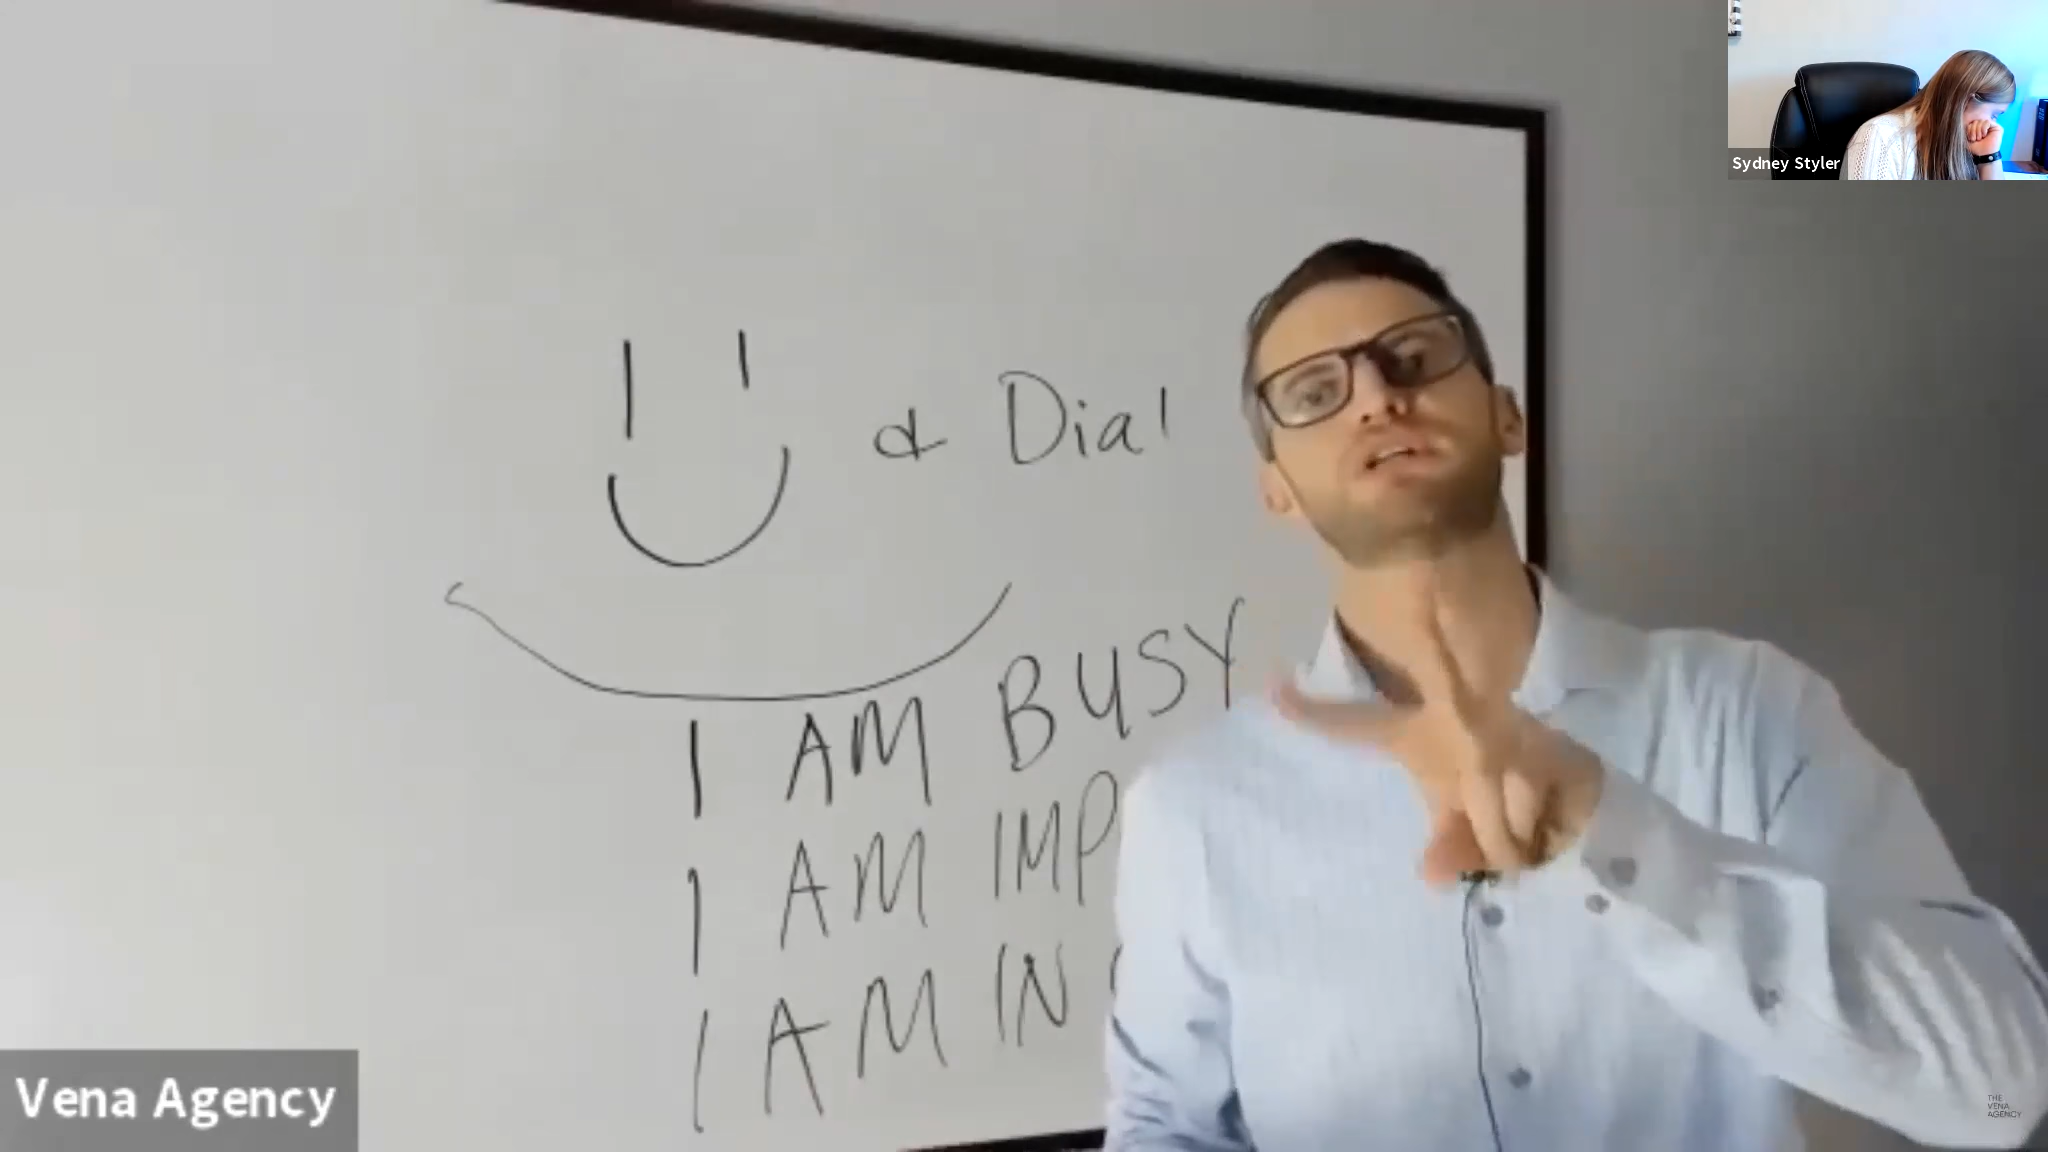 Sydney Styler
& Dial
I AM BUSY
I AM IMP
I AM IN
Vena Agency
THE
VENA
AGENCY